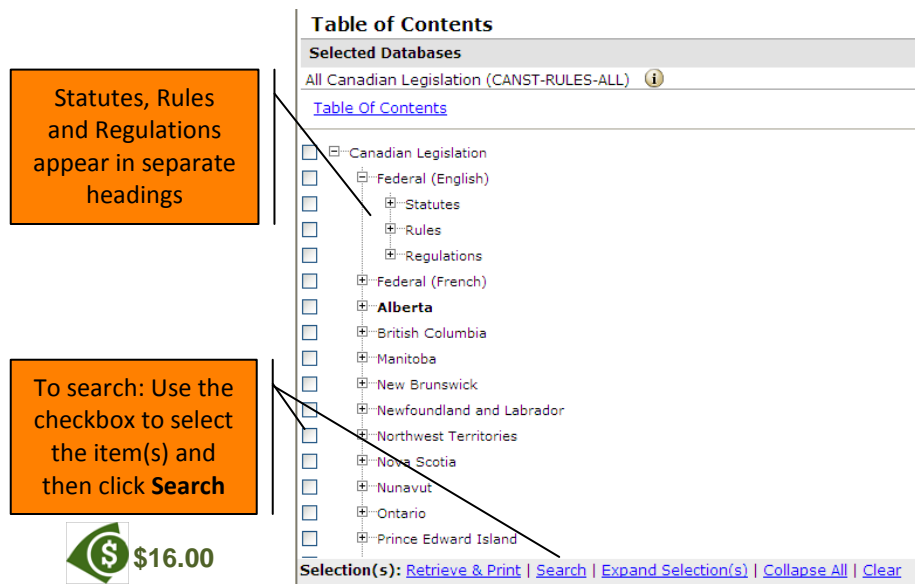 Table of Contents
Selected Databases
All Canadian Legislation (CANST-RULES-ALL) i
Table Of Contents
Statutes, Rules
and Regulations
appear in separate
headings
Canadian Legislation
Federal (English)
Statutes
Rules
Regulations
Federal (French)
Alberta
British Columbia
Manitoba
New Brunswick
Newfoundland and Labrador
Northwest Territories
Nova Scotia
Nunavut
Ontario
Prince Edward Island
To search: Use the
checkbox to select
the item(s) and
then click Search
$ $16.00
Selection(s): Retrieve & Print | Search | Expand Selection(s) | Collapse All | Clear